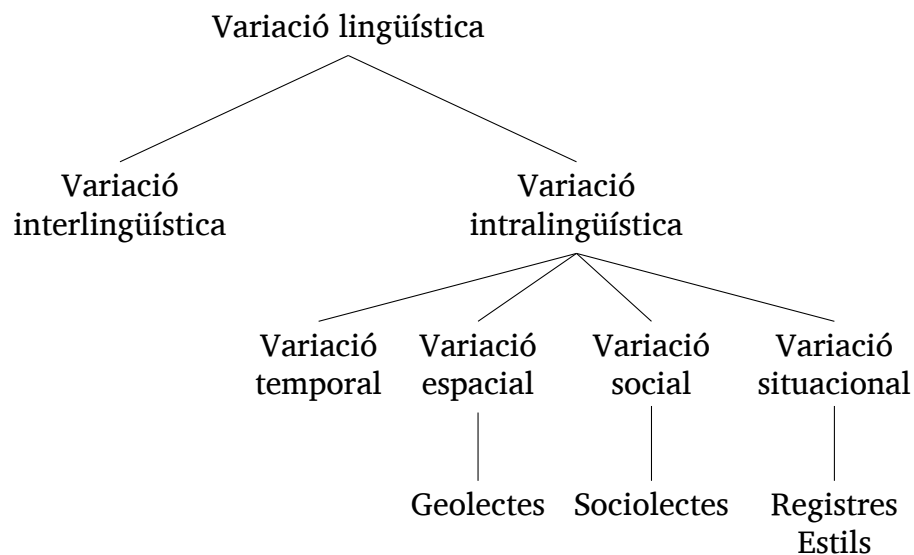 Variació lingüística
Variació
interlingüística
Variació
intralingüística
Variació
temporal
Variació
espacial
Variació
social
Variació
situacional
Geolectes
Sociolectes
Registres
Estils